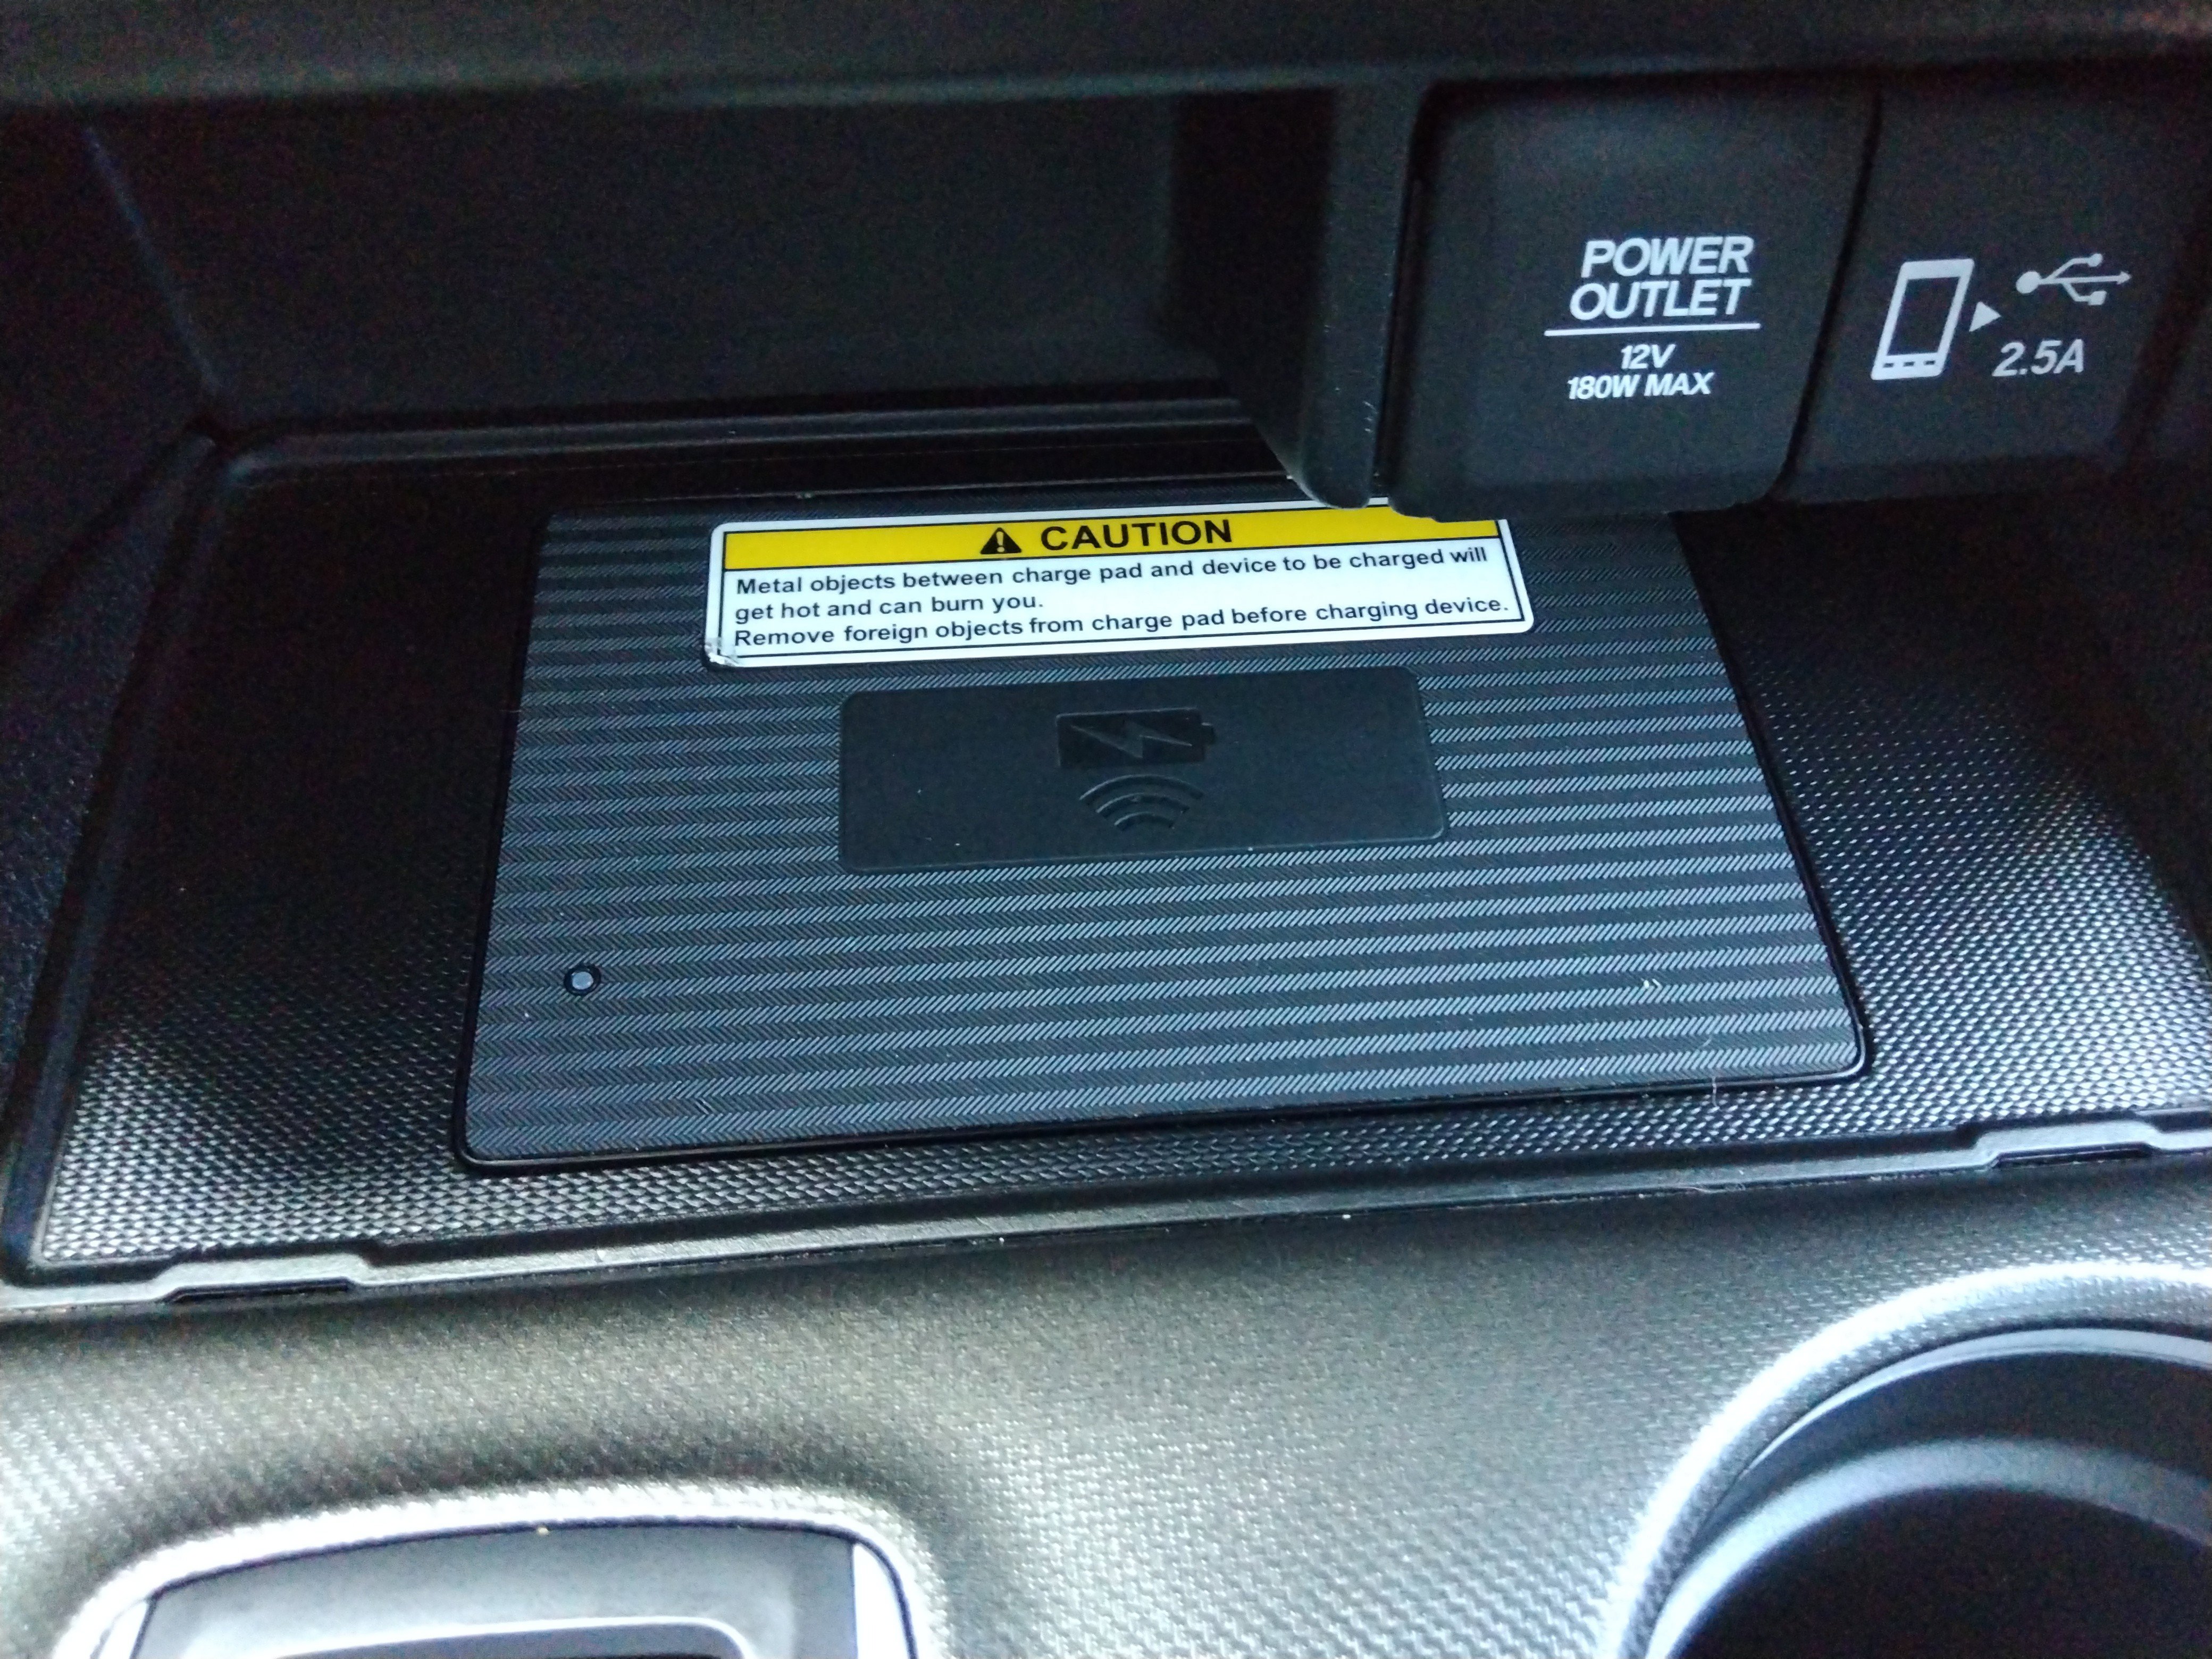 POWER
OUTLET
12V
180W MAX
2.5A
CAUTION
Metal objects between charge pad and device to be charged will
get hot and can burn you.
Remove foreign objects from charge pad before charging device.